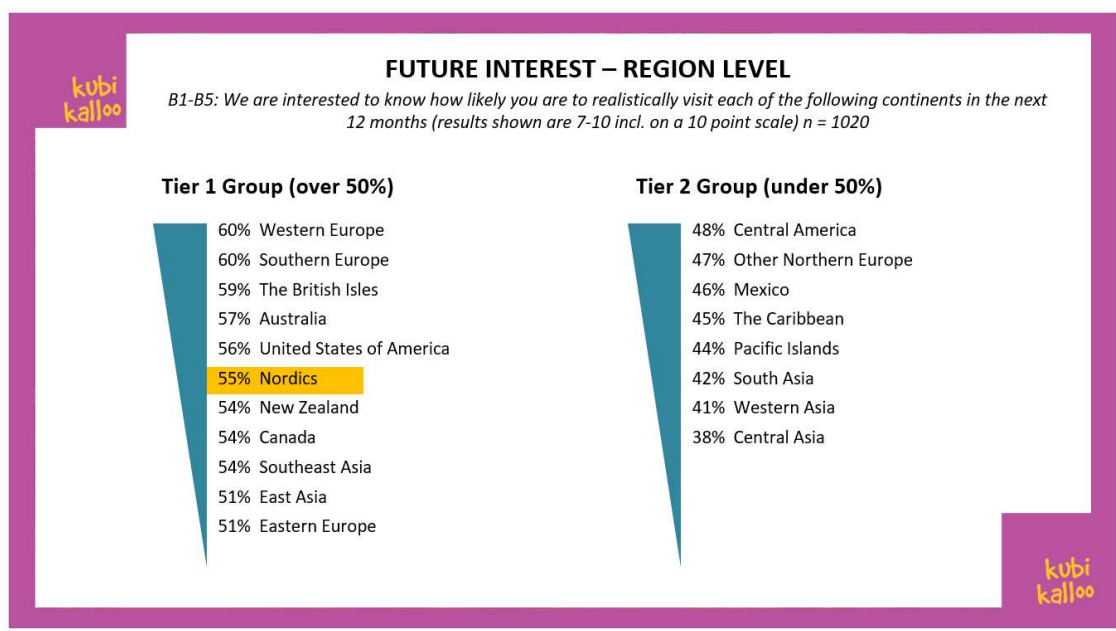 kubi
kalloo
FUTURE INTEREST – REGION LEVEL
B1-B5: We are interested to know how likely you are to realistically visit each of the following continents in the next
12 months (results shown are 7-10 incl. on a 10 point scale) n = 1020
Tier 1 Group (over 50%)
60% Western Europe
60% Southern Europe
59% The British Isles
57% Australia
56% United States of America
55% Nordics
54% New Zealand
54% Canada
54% Southeast Asia
51% East Asia
51% Eastern Europe
Tier 2 Group (under 50%)
48% Central America
47% Other Northern Europe
46% Mexico
45% The Caribbean
44% Pacific Islands
42% South Asia
41% Western Asia
38% Central Asia
kubi
kalloo